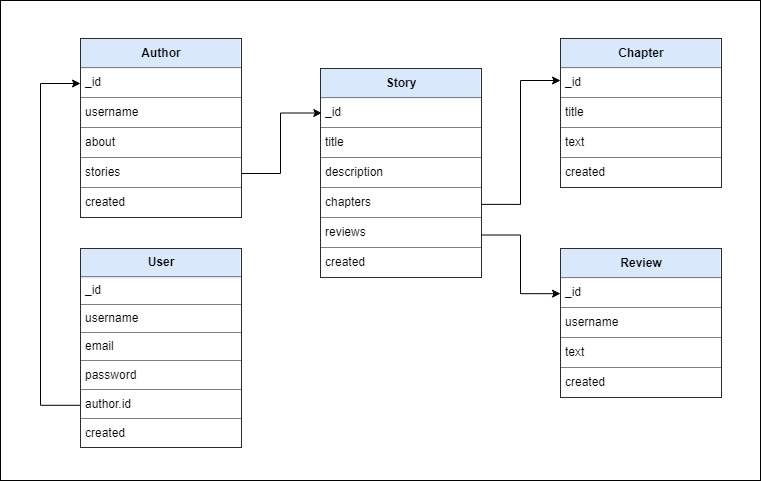 Author
_id
username
about
stories
created
User
_id
username
email
password
author.id
created
Story
_id
title
description
chapters
reviews
created
Chapter
_id
title
text
created
Review
_id
username
text
created